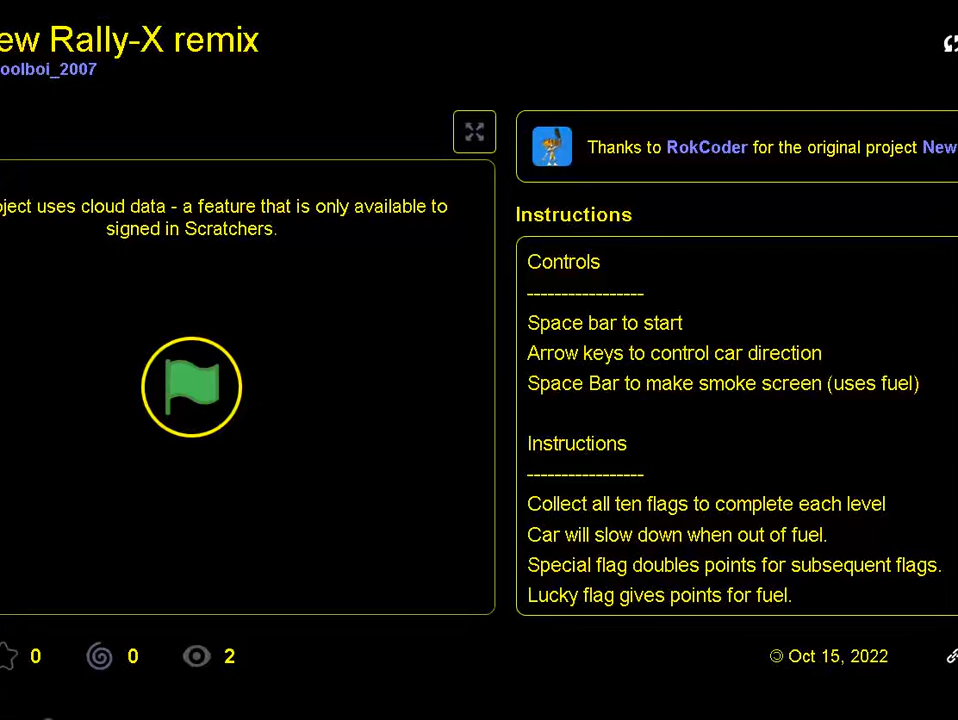 ew Rally-X remix
oolboi_2007
Thanks to RokCoder for the original project New
oject uses cloud data - a feature that is only available to
signed in Scratchers.
Instructions
Controls
-----------------
Space bar to start
Arrow keys to control car direction
Space Bar to make smoke screen (uses fuel)
Instructions
-----------------
Collect all ten flags to complete each level
Car will slow down when out of fuel.
Special flag doubles points for subsequent flags.
Lucky flag gives points for fuel.
0 0 2
© Oct 15, 2022